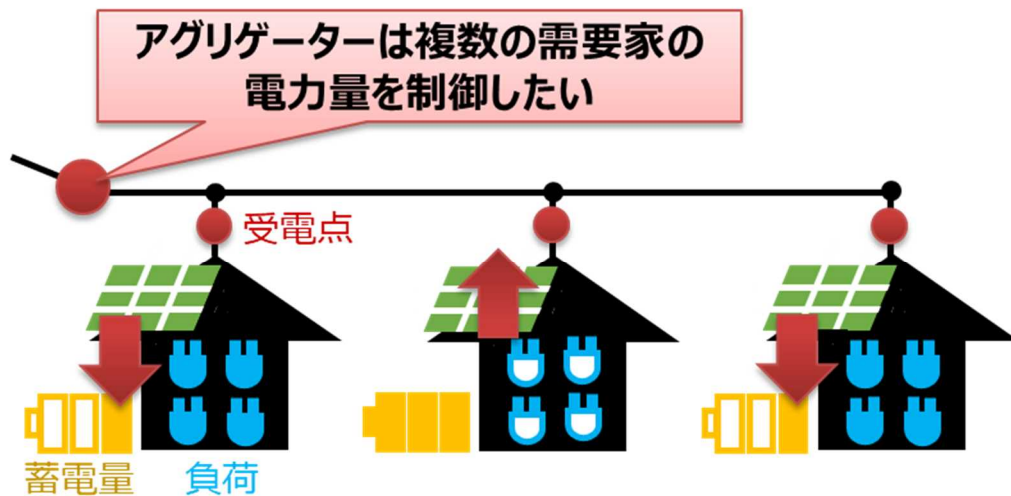 アグリゲーターは複数の需要家の
電力量を制御したい
受電点
蓄電量
負荷